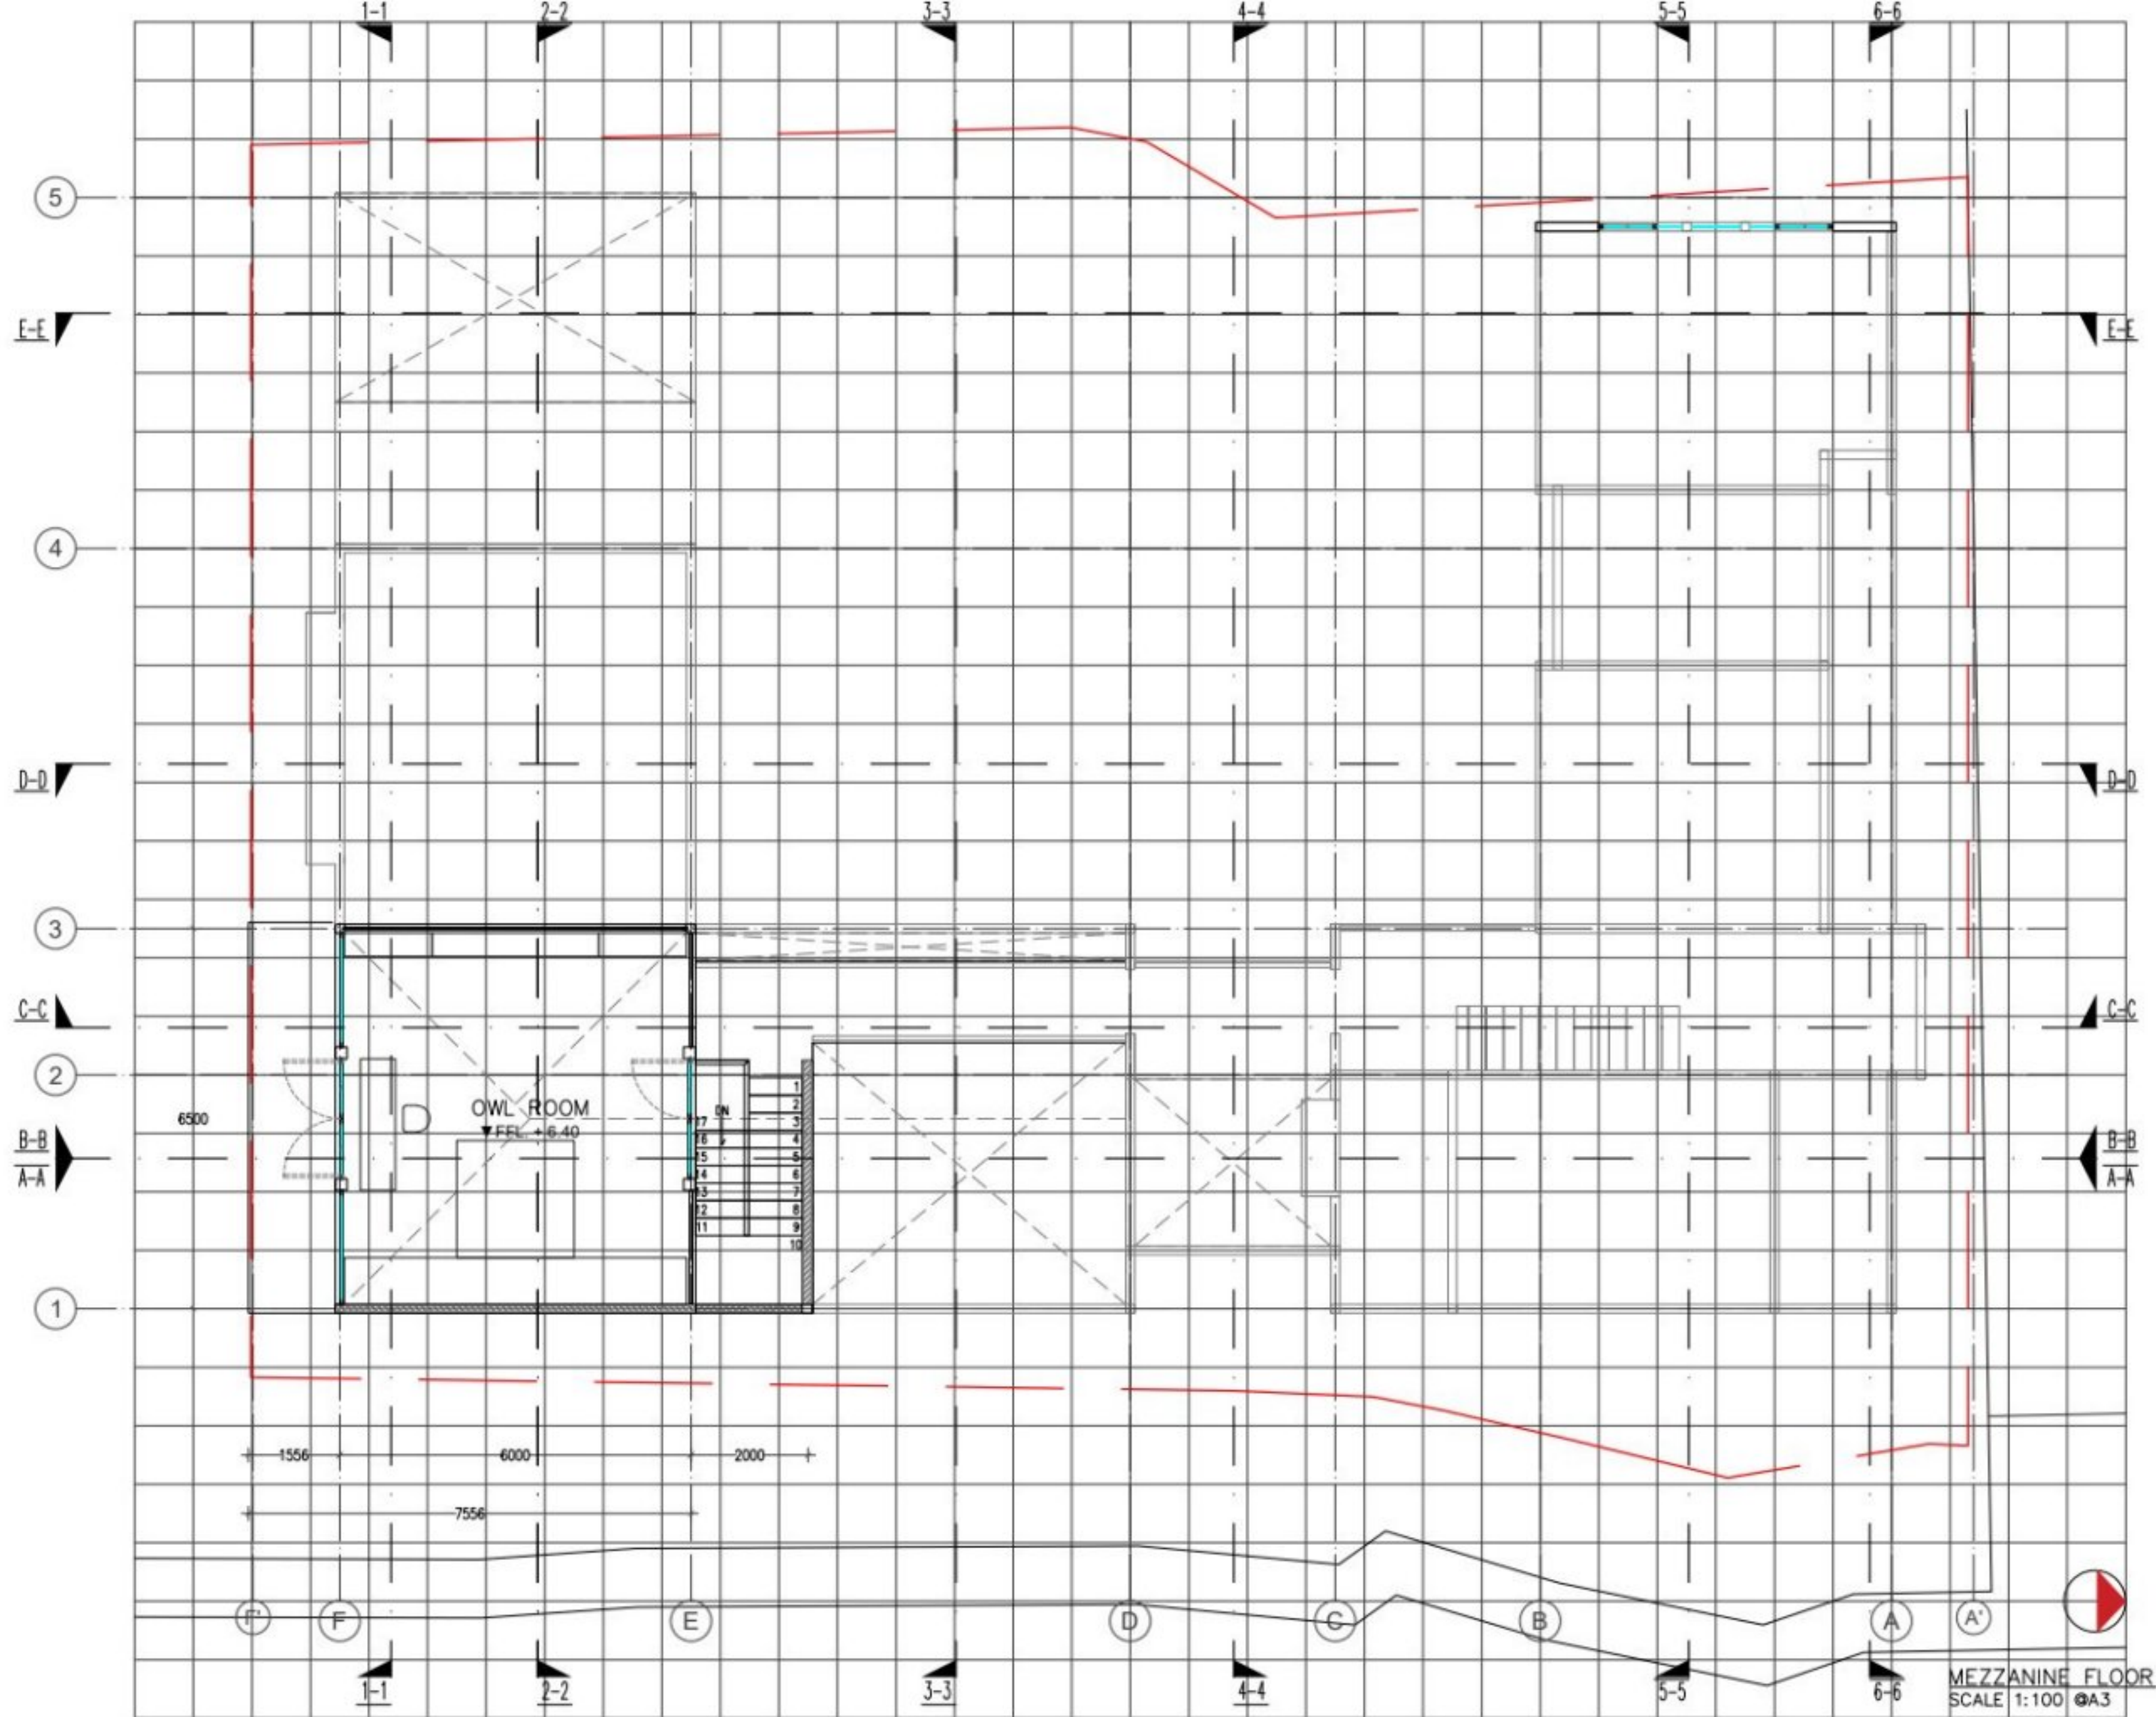 1-1 2-2 3-3 4-4 5-5 6-6
5
E-E E-E
4
D-D D-D
3
C-C C-C
2
1
2
3
4
5
6
7
8
9
10
DN
17
16
15
14
13
12
11
OWL ROOM
FFL. + 6.40
6500
B-B B-B
A-A A-A
1
1556 6000 2000
7556
F' F E D C B A A'
1-1 2-2 3-3 4-4 5-5 6-6
MEZZANINE FLOOR
SCALE 1:100 @A3